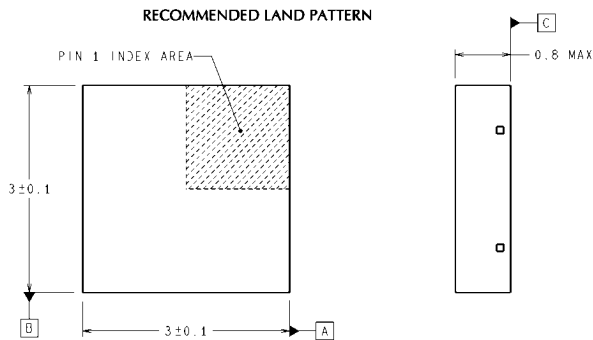 RECOMMENDED LAND PATTERN
C
PIN 1 INDEX AREA
0.8 MAX
3±0.1
B
3±0.1
A